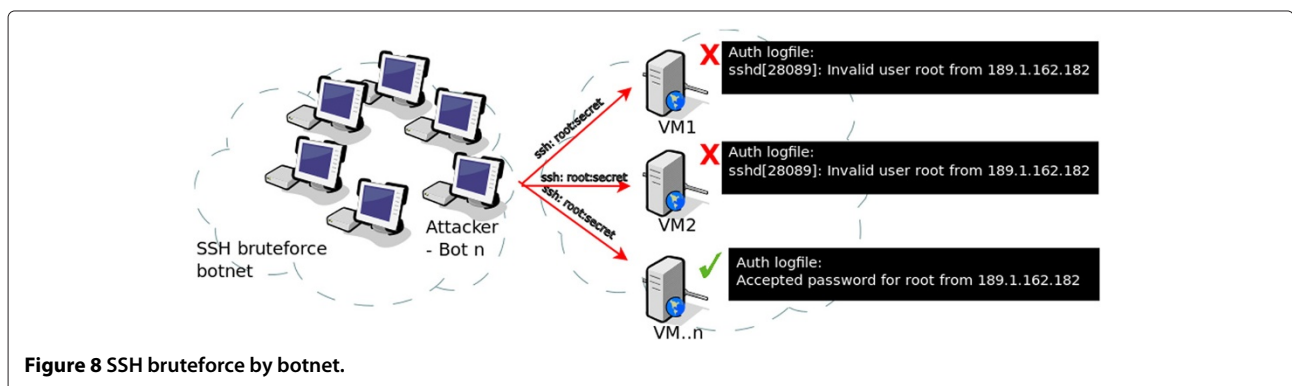 Auth logfile:
sshd[28089]: Invalid user root from 189.1.162.182
X
VM1
ssh: root:secret
Auth logfile:
sshd[28089]: Invalid user root from 189.1.162.182
X
ssh: root:secret
VM2
ssh: root:secret
Attacker
- Bot n
SSH bruteforce
botnet
Auth logfile:
Accepted password for root from 189.1.162.182
VM..n
Figure 8 SSH bruteforce by botnet.